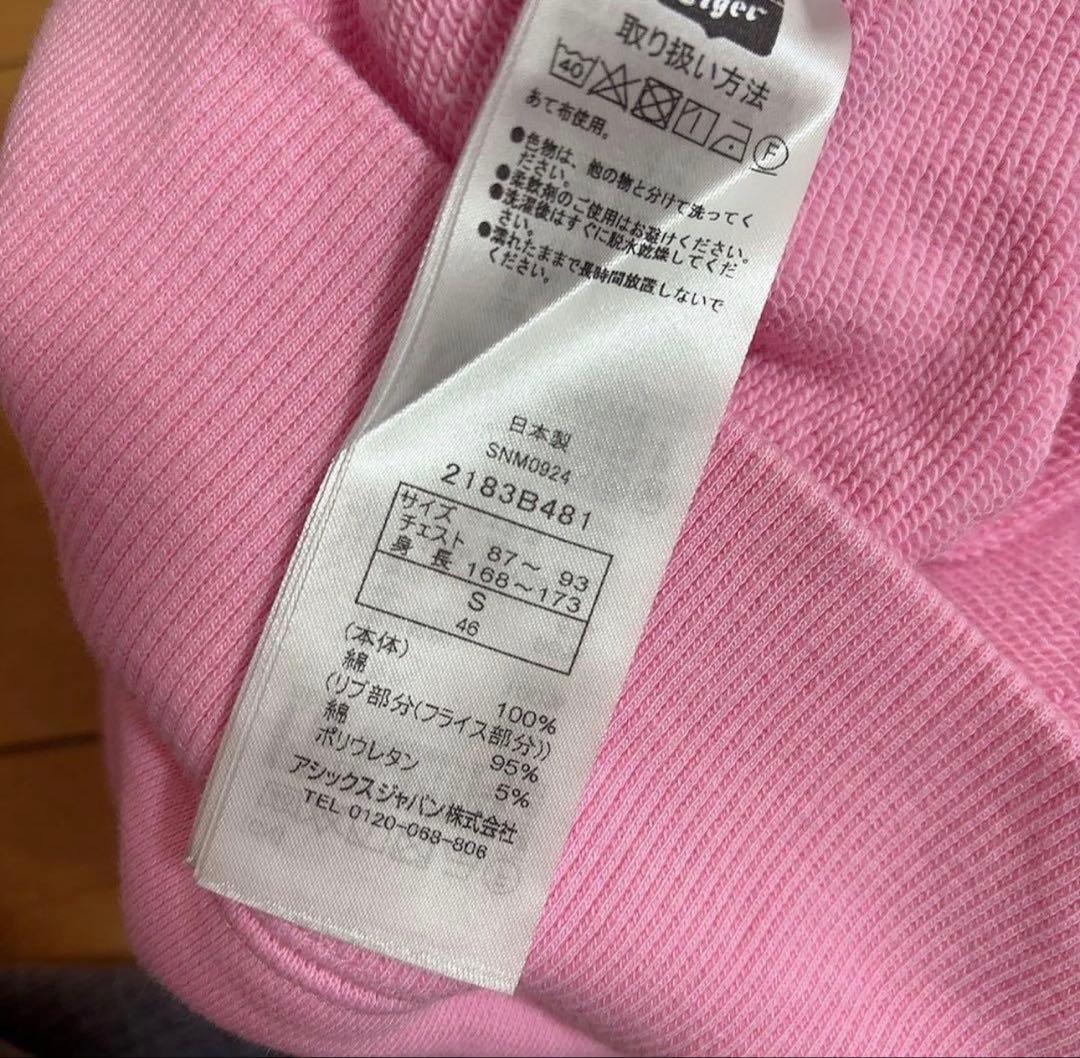 Tiger
取り扱い方法
40 F
あて布使用。
●色物は、他の物と分けて洗ってく
ださい。
●柔軟剤のご使用はお避けください。
●洗濯後はすぐに脱水乾燥してくだ
さい。
●濡れたままで長時間放置しないで
ください。
日本製
SNM0924
2183B481
サイズ
チェスト 87～ 93
身 長 168～173
S
46
(本体)
綿 100%
(リブ部分(フライス部分))
綿 95%
ポリウレタン 5%
アシックスジャパン株式会社
TEL 0120-068-806